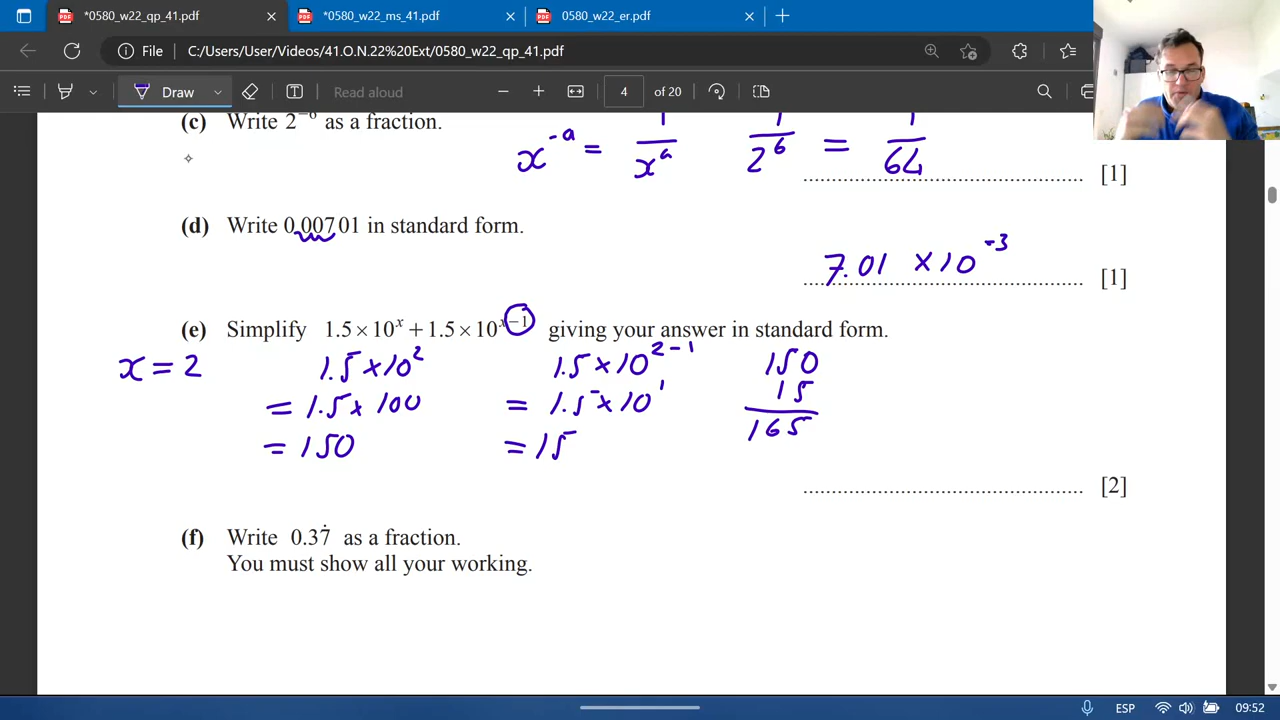 *0580_w22_qp_41.pdf
*0580_w22_ms_41.pdf
0580_w22_er.pdf
File C:/Users/User/Videos/41.O.N.22%20Ext/0580_w22_qp_41.pdf
Draw Read aloud 4 of 20
(c) Write 2⁻⁶ as a fraction.
x⁻ᵃ = 1/xᵃ 1/2⁶ = 1/64
[1]
(d) Write 0.00701 in standard form.
7.01 × 10⁻³
[1]
(e) Simplify 1.5 × 10ˣ + 1.5 × 10ˣ⁻¹ giving your answer in standard form.
x = 2 1.5 × 10² 1.5 × 10²⁻¹ 150
= 1.5 × 100 = 1.5 × 10¹ 15
= 150 = 15 165
[2]
(f) Write 0.37̇ as a fraction.
You must show all your working.
ESP 09:52